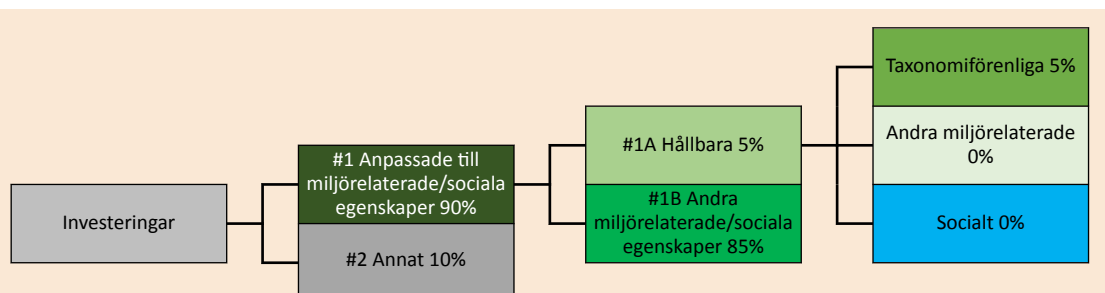 Investeringar
#1 Anpassade till
miljörelaterade/sociala
egenskaper 90%
#2 Annat 10%
#1A Hållbara 5%
#1B Andra
miljörelaterade/sociala
egenskaper 85%
Taxonomiförenliga 5%
Andra miljörelaterade
0%
Socialt 0%